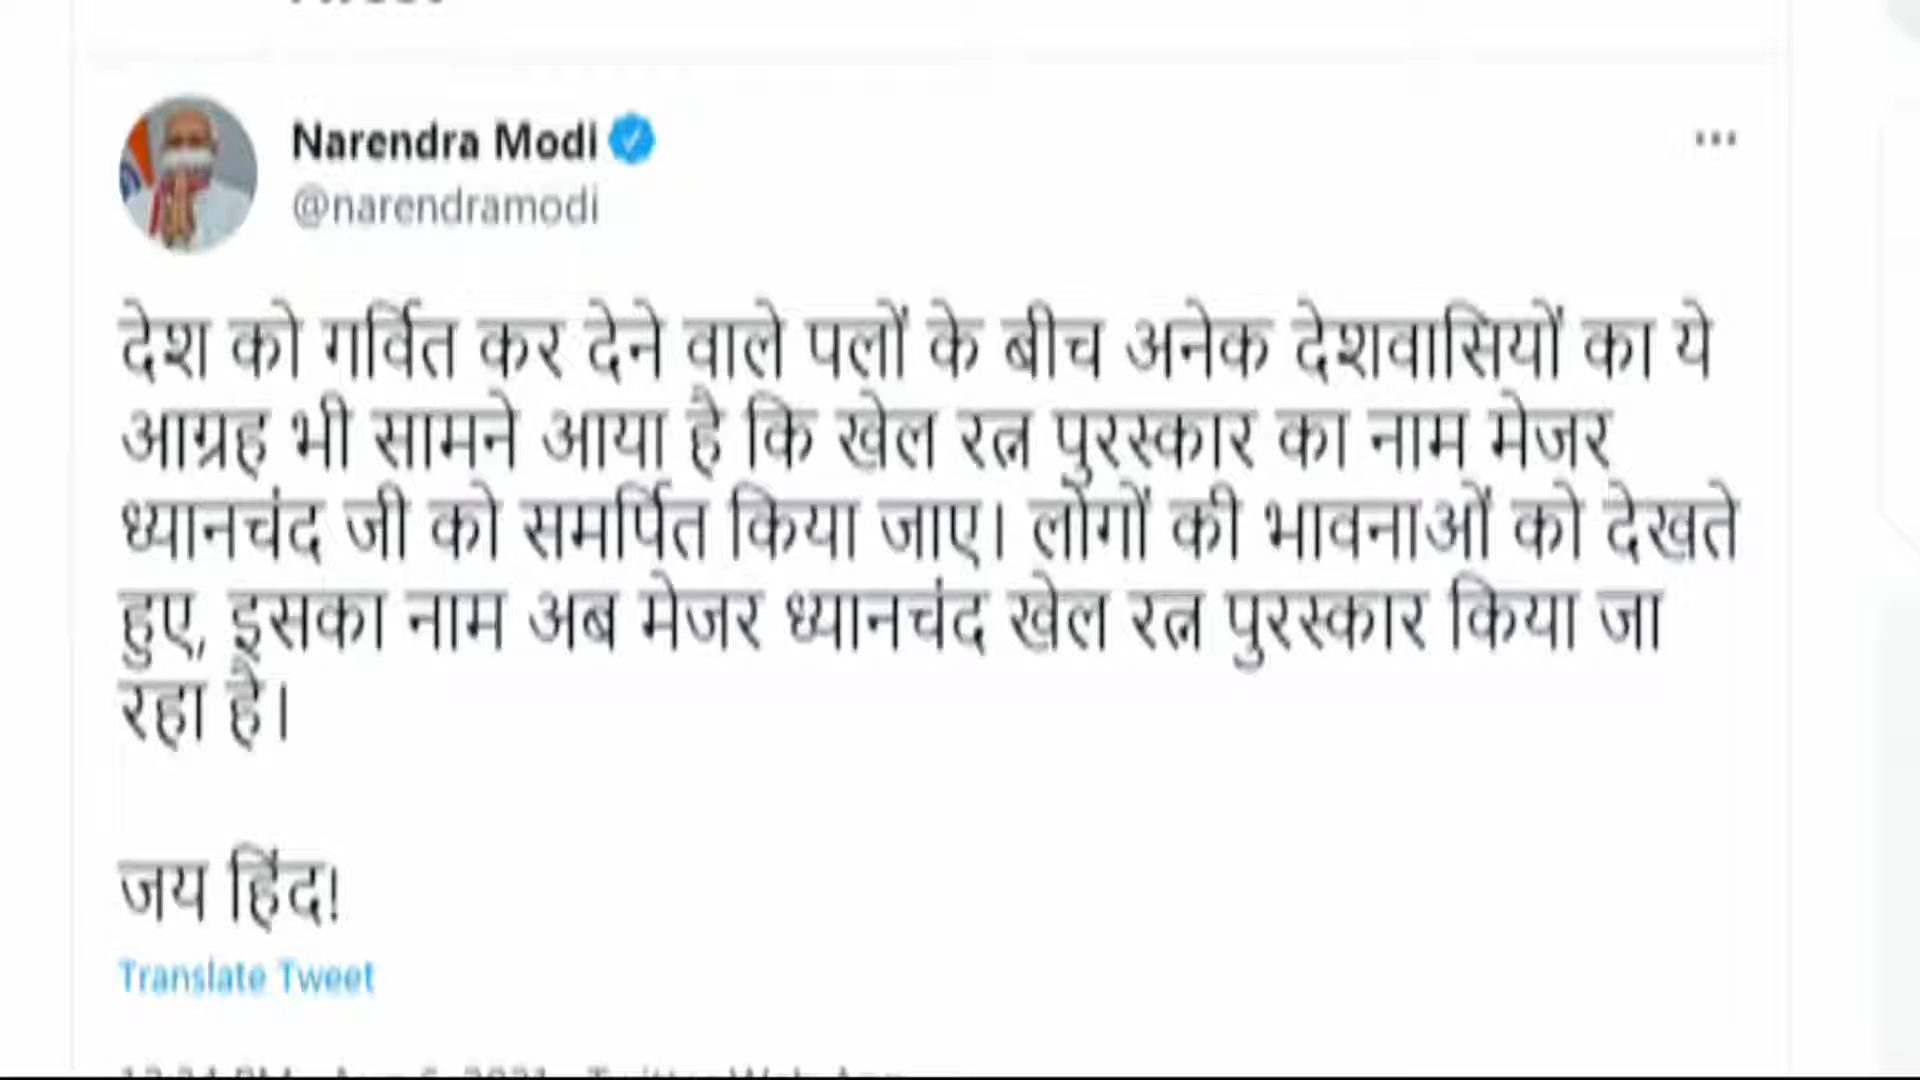 Narendra Modi
@narendramodi
देश को गर्वित कर देने वाले पलों के बीच अनेक देशवासियों का ये
आग्रह भी सामने आया है कि खेल रत्न पुरस्कार का नाम मेजर
ध्यानचंद जी को समर्पित किया जाए। लोगों की भावनाओं को देखते
हुए, इसका नाम अब मेजर ध्यानचंद खेल रत्न पुरस्कार किया जा
रहा है।
जय हिंद!
Translate Tweet